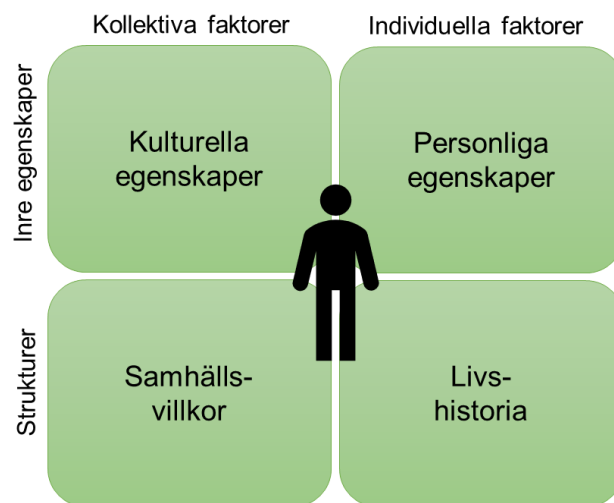 Kollektiva faktorer
Individuella faktorer
Inre egenskaper
Kulturella
egenskaper
Personliga
egenskaper
Strukturer
Samhälls-
villkor
Livs-
historia